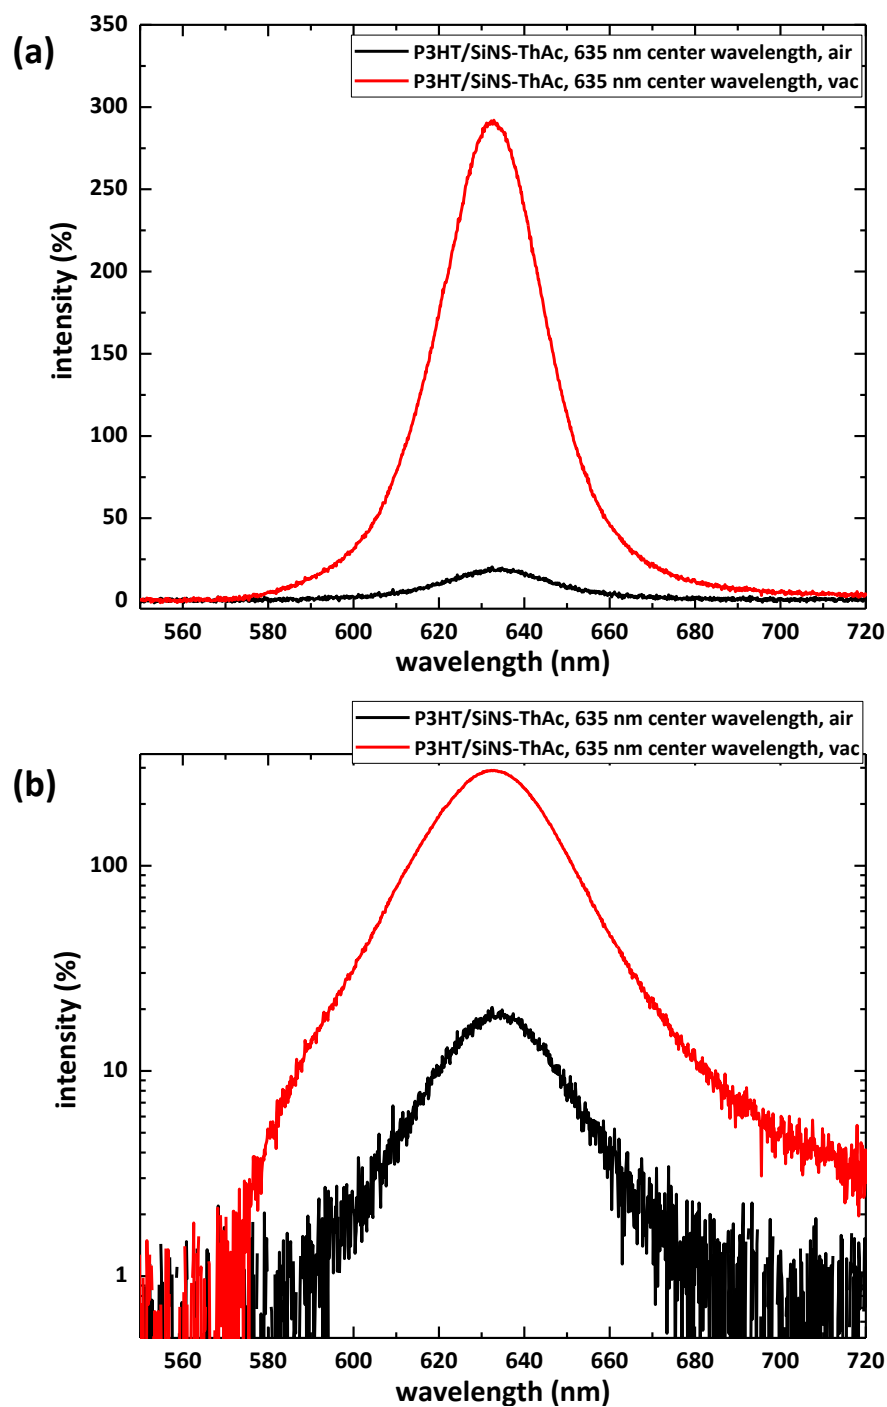 (a)
P3HT/SiNS-ThAc, 635 nm center wavelength, air
P3HT/SiNS-ThAc, 635 nm center wavelength, vac
350
300
250
200
150
100
50
0
intensity (%)
560 580 600 620 640 660 680 700 720
wavelength (nm)
(b)
P3HT/SiNS-ThAc, 635 nm center wavelength, air
P3HT/SiNS-ThAc, 635 nm center wavelength, vac
100
10
1
intensity (%)
560 580 600 620 640 660 680 700 720
wavelength (nm)